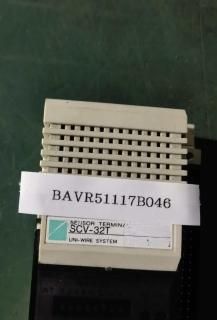 BAVR51117B046
SENSOR TERMINAL
SCV-32T
UNI-WIRE SYSTEM